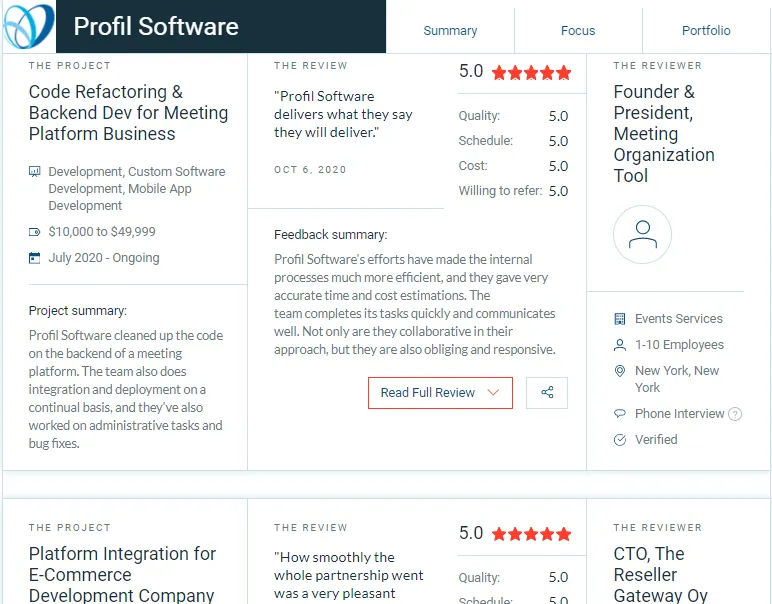 Profil Software
Summary
Focus
Portfolio
THE PROJECT
Code Refactoring &
Backend Dev for Meeting
Platform Business
Development, Custom Software
Development, Mobile App
Development
$10,000 to $49,999
July 2020 - Ongoing
Project summary:
Profil Software cleaned up the code
on the backend of a meeting
platform. The team also does
integration and deployment on a
continual basis, and they've also
worked on administrative tasks and
bug fixes.
THE REVIEW
"Profil Software
delivers what they say
they will deliver."
OCT 6, 2020
5.0
Quality: 5.0
Schedule: 5.0
Cost: 5.0
Willing to refer: 5.0
Feedback summary:
Profil Software's efforts have made the internal
processes much more efficient, and they gave very
accurate time and cost estimations. The
team completes its tasks quickly and communicates
well. Not only are they collaborative in their
approach, but they are also obliging and responsive.
Read Full Review
THE REVIEWER
Founder &
President,
Meeting
Organization
Tool
Events Services
1-10 Employees
New York, New
York
Phone Interview ?
Verified
THE PROJECT
Platform Integration for
E-Commerce
Development Company
THE REVIEW
"How smoothly the
whole partnership went
was a very pleasant
5.0
Quality: 5.0
Schedule: 5.0
THE REVIEWER
CTO, The
Reseller
Gateway Oy